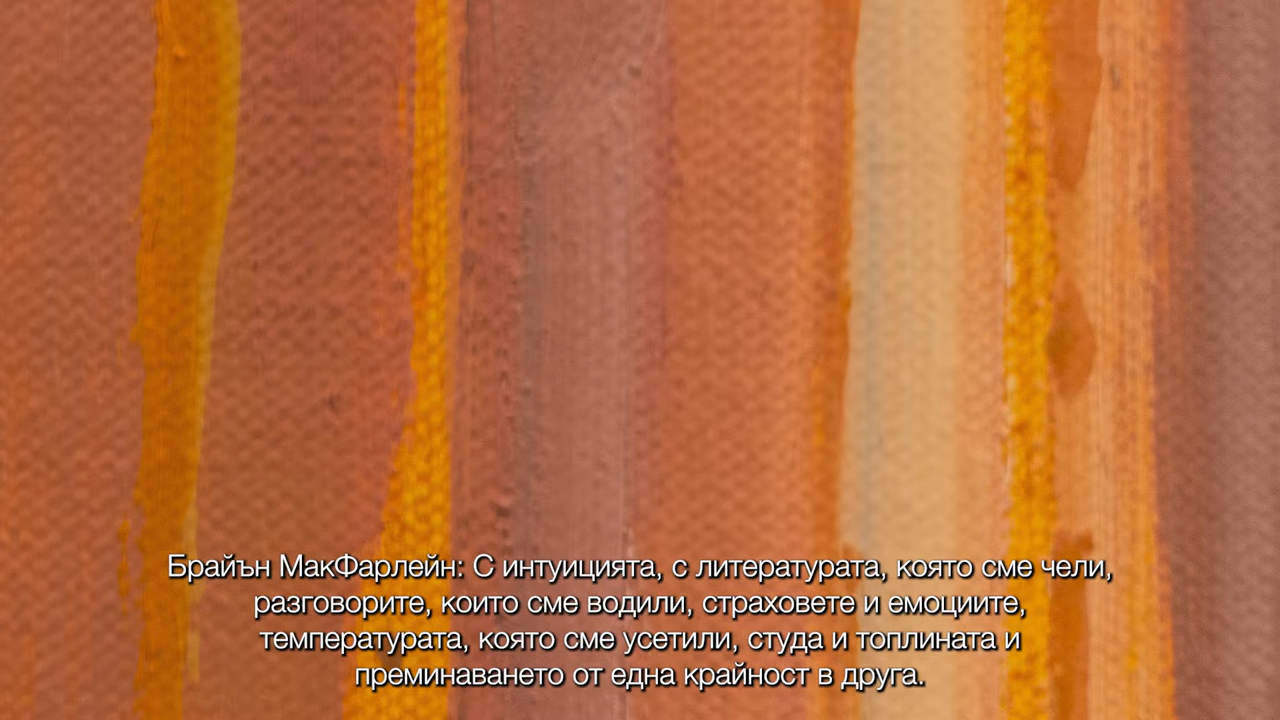 Брайън МакФарлейн: С интуицията, с литературата, която сме чели,
разговорите, които сме водили, страховете и емоциите,
температурата, която сме усетили, студа и топлината и
преминаването от една крайност в друга.